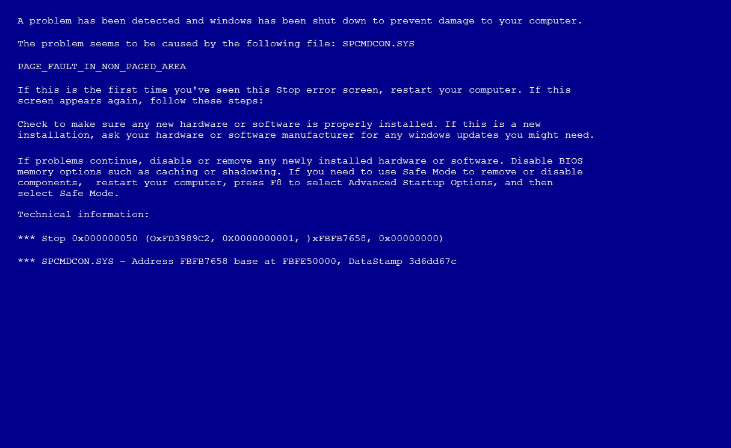 A problem has been detected and windows has been shut down to prevent damage to your computer.
The problem seems to be caused by the following file: SPCMDCON.SYS
PAGE_FAULT_IN_NON_PAGED_AREA
If this is the first time you've seen this Stop error screen, restart your computer. If this
screen appears again, follow these steps:
Check to make sure any new hardware or software is properly installed. If this is a new
installation, ask your hardware or software manufacturer for any windows updates you might need.
If problems continue, disable or remove any newly installed hardware or software. Disable BIOS
memory options such as caching or shadowing. If you need to use Safe Mode to remove or disable
components,  restart your computer, press F8 to select Advanced Startup Options, and then
select Safe Mode.
Technical information:
*** Stop 0x000000050 (OxFD3989C2, 0X0000000001, }xFBFB7658, 0x00000000)
*** SPCMDCON.SYS – Address FBFB7658 base at FBFE50000, DataStamp 3d6dd67c